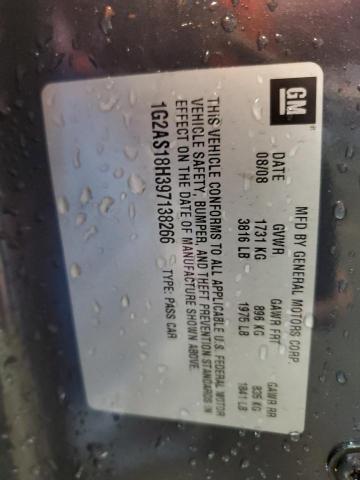 GM
MFD BY GENERAL MOTORS CORP.
DATE GVWR GAWR FRT GAWR RR
08/08 1731 KG 896 KG 835 KG
3816 LB 1975 LB 1841 LB
THIS VEHICLE CONFORMS TO ALL APPLICABLE U.S. FEDERAL MOTOR
VEHICLE SAFETY, BUMPER, AND THEFT PREVENTION STANDARDS IN
EFFECT ON THE DATE OF MANUFACTURE SHOWN ABOVE.
1G2AS18H397138266 TYPE: PASS CAR